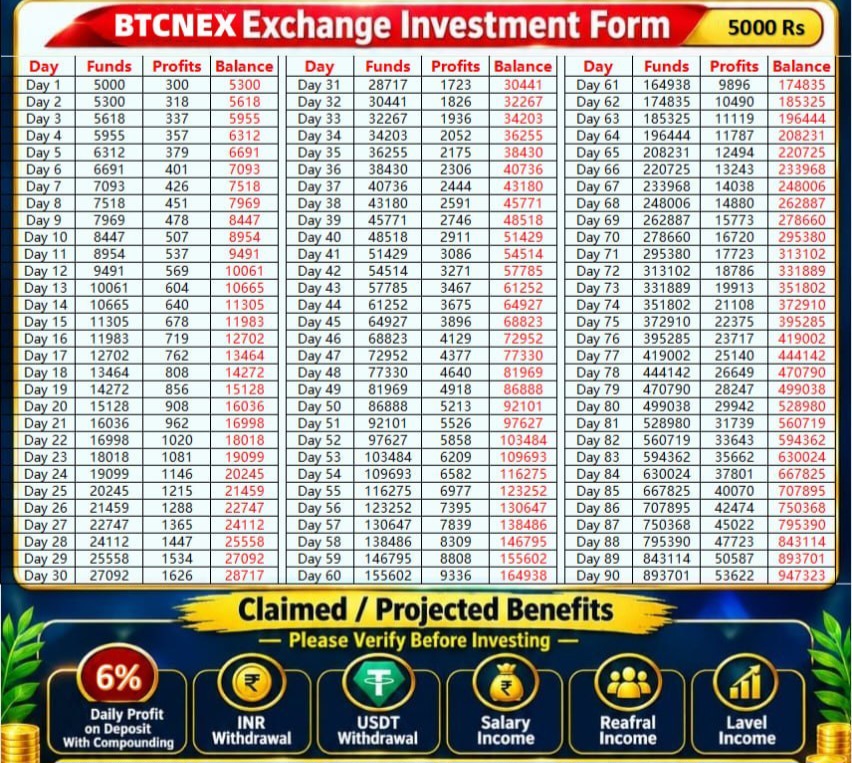 BTCNEX Exchange Investment Form 5000 Rs
Day Funds Profits Balance Day Funds Profits Balance Day Funds Profits Balance
Day 1 5000 300 5300 Day 31 28717 1723 30441 Day 61 164938 9896 174835
Day 2 5300 318 5618 Day 32 30441 1826 32267 Day 62 174835 10490 185325
Day 3 5618 337 5955 Day 33 32267 1936 34203 Day 63 185325 11119 196444
Day 4 5955 357 6312 Day 34 34203 2052 36255 Day 64 196444 11787 208231
Day 5 6312 379 6691 Day 35 36255 2175 38430 Day 65 208231 12494 220725
Day 6 6691 401 7093 Day 36 38430 2306 40736 Day 66 220725 13243 233968
Day 7 7093 426 7518 Day 37 40736 2444 43180 Day 67 233968 14038 248006
Day 8 7518 451 7969 Day 38 43180 2591 45771 Day 68 248006 14880 262887
Day 9 7969 478 8447 Day 39 45771 2746 48518 Day 69 262887 15773 278660
Day 10 8447 507 8954 Day 40 48518 2911 51429 Day 70 278660 16720 295380
Day 11 8954 537 9491 Day 41 51429 3086 54514 Day 71 295380 17723 313102
Day 12 9491 569 10061 Day 42 54514 3271 57785 Day 72 313102 18786 331889
Day 13 10061 604 10665 Day 43 57785 3467 61252 Day 73 331889 19913 351802
Day 14 10665 640 11305 Day 44 61252 3675 64927 Day 74 351802 21108 372910
Day 15 11305 678 11983 Day 45 64927 3896 68823 Day 75 372910 22375 395285
Day 16 11983 719 12702 Day 46 68823 4129 72952 Day 76 395285 23717 419002
Day 17 12702 762 13464 Day 47 72952 4377 77330 Day 77 419002 25140 444142
Day 18 13464 808 14272 Day 48 77330 4640 81969 Day 78 444142 26649 470790
Day 19 14272 856 15128 Day 49 81969 4918 86888 Day 79 470790 28247 499038
Day 20 15128 908 16036 Day 50 86888 5213 92101 Day 80 499038 29942 528980
Day 21 16036 962 16998 Day 51 92101 5526 97627 Day 81 528980 31739 560719
Day 22 16998 1020 18018 Day 52 97627 5858 103484 Day 82 560719 33643 594362
Day 23 18018 1081 19099 Day 53 103484 6209 109693 Day 83 594362 35662 630024
Day 24 19099 1146 20245 Day 54 109693 6582 116275 Day 84 630024 37801 667825
Day 25 20245 1215 21459 Day 55 116275 6977 123252 Day 85 667825 40070 707895
Day 26 21459 1288 22747 Day 56 123252 7395 130647 Day 86 707895 42474 750368
Day 27 22747 1365 24112 Day 57 130647 7839 138486 Day 87 750368 45022 795390
Day 28 24112 1447 25558 Day 58 138486 8309 146795 Day 88 795390 47723 843114
Day 29 25558 1534 27092 Day 59 146795 8808 155602 Day 89 843114 50587 893701
Day 30 27092 1626 28717 Day 60 155602 9336 164938 Day 90 893701 53622 947323
Claimed / Projected Benefits
Please Verify Before Investing
6%
Daily Profit
on Deposit
With Compounding
₹
INR
Withdrawal
USDT
Withdrawal
₹
Salary
Income
Reafral
Income
Lavel
Income